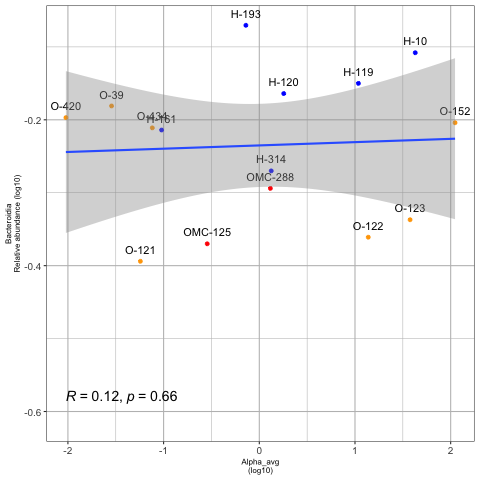 H-193
H-10
H-119
H-120
O-39
O-420
O-434
H-161
O-152
H-314
OMC-288
O-123
O-122
OMC-125
O-121
R = 0.12, p = 0.66
-0.2
-0.4
-0.6
-2
-1
0
1
2
Bacteroidia
Relative abundance (log10)
Alpha_avg
(log10)